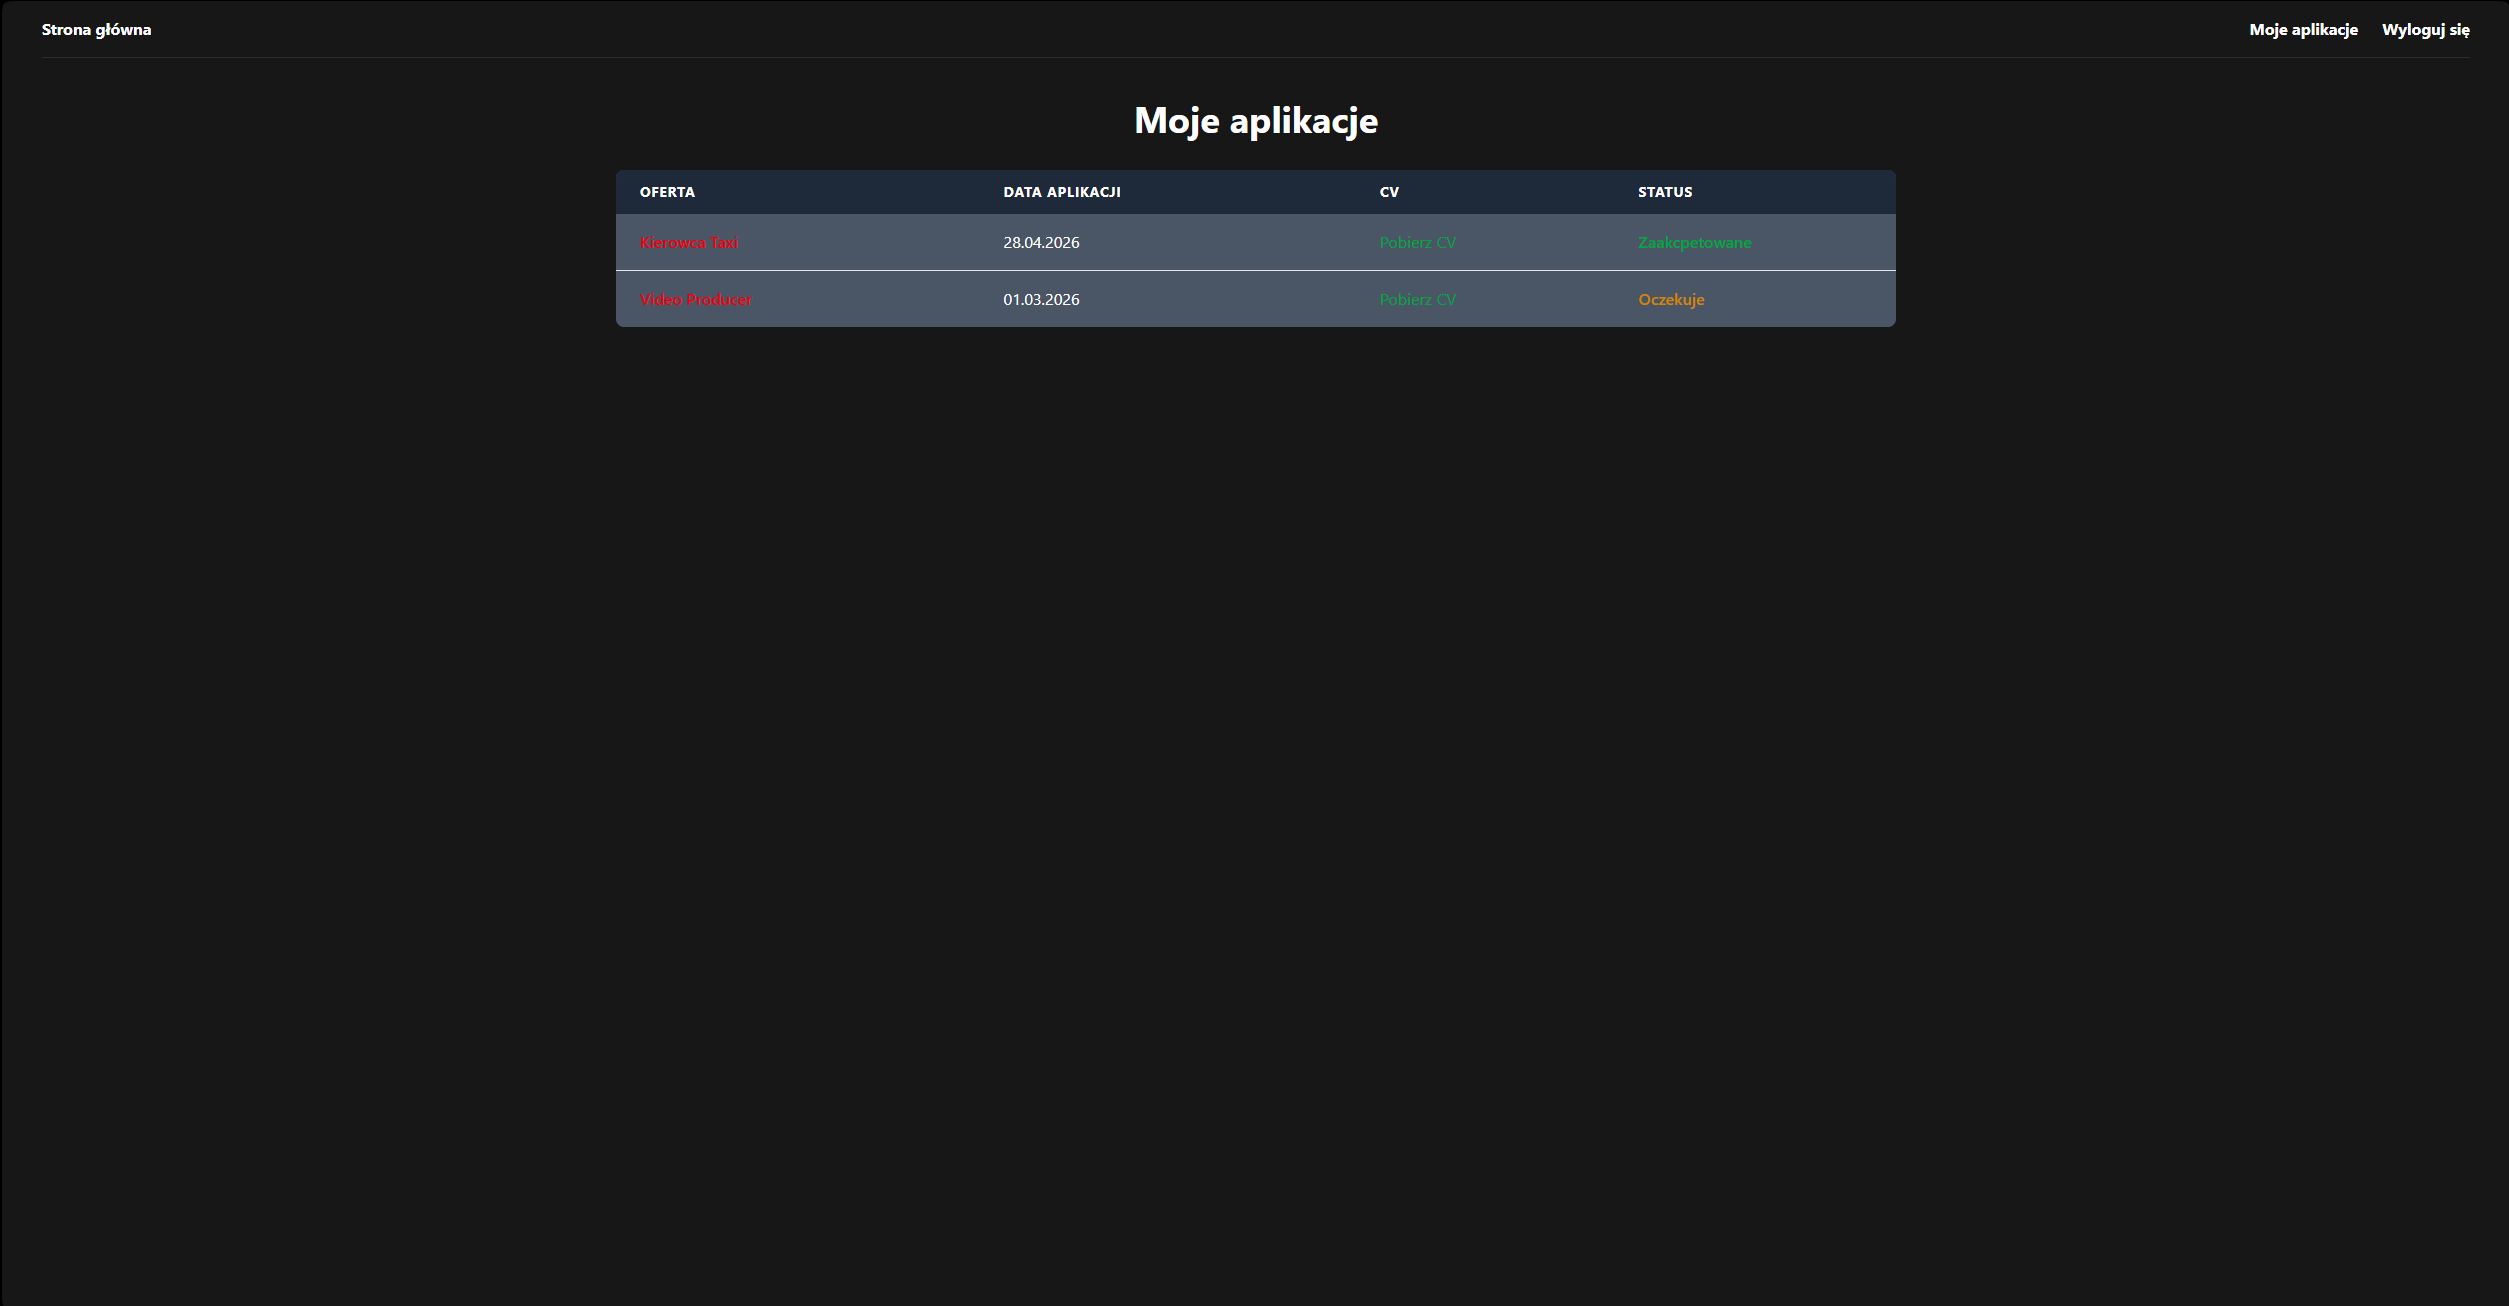 Strona główna Moje aplikacje Wyloguj się
Moje aplikacje
OFERTA DATA APLIKACJI CV STATUS
Kierowca Taxi 28.04.2026 Pobierz CV Zaakcpetowane
Video Producer 01.03.2026 Pobierz CV Oczekuje